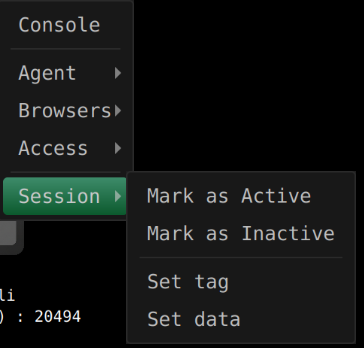 Console
Agent
Browsers
Access
Session
Mark as Active
Mark as Inactive
Set tag
Set data
li
) : 20494